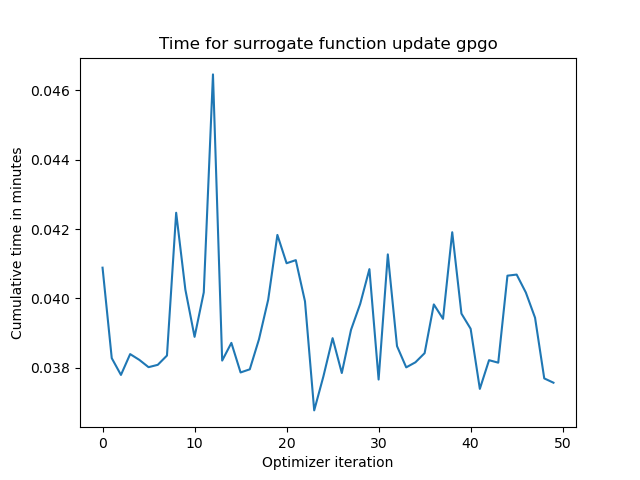 Time for surrogate function update gpgo
Cumulative time in minutes
0.046
0.044
0.042
0.040
0.038
0 10 20 30 40 50
Optimizer iteration